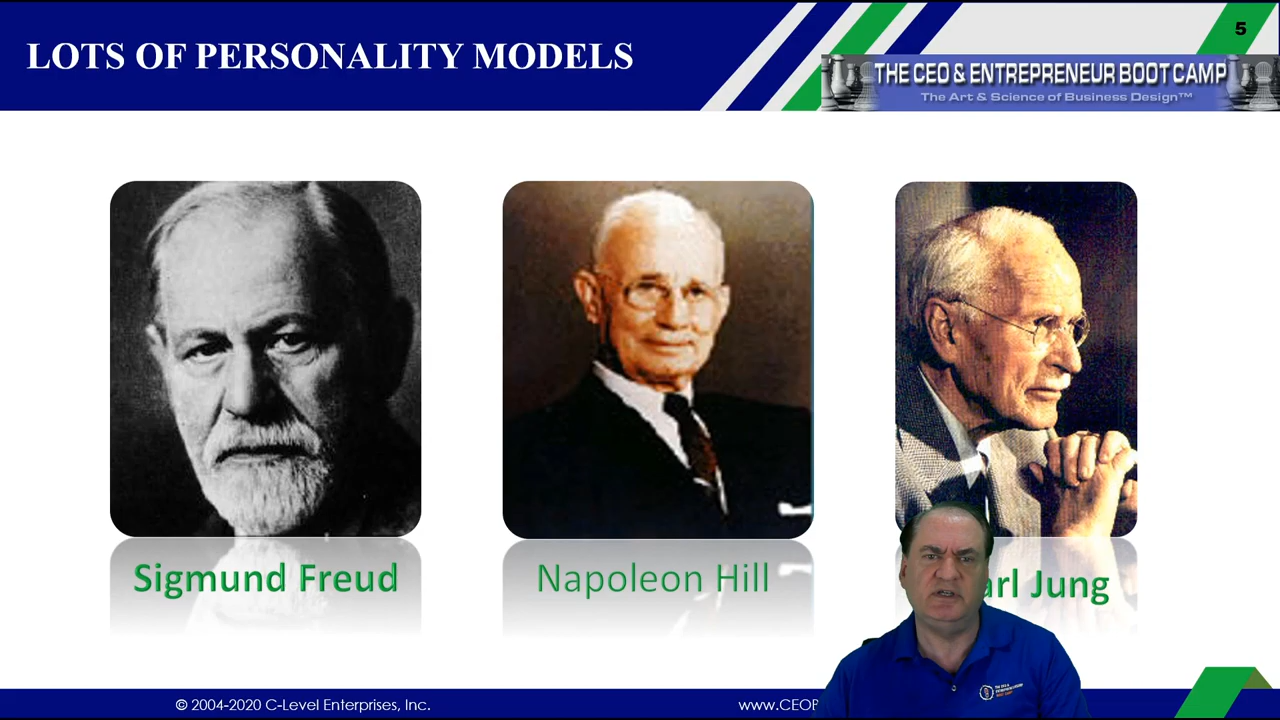 LOTS OF PERSONALITY MODELS
5
THE CEO & ENTREPRENEUR BOOT CAMP
The Art & Science of Business Design™
Sigmund Freud
Napoleon Hill
arl Jung
© 2004-2020 C-Level Enterprises, Inc.
www.CEOB